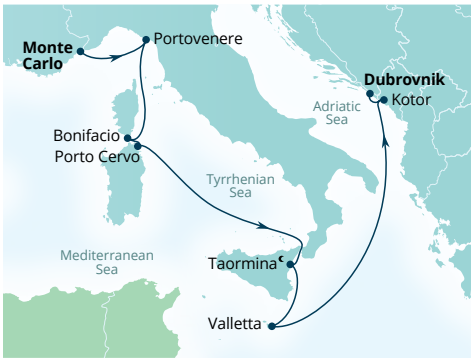 Monte
Carlo
Portovenere
Dubrovnik
Kotor
Adriatic
Sea
Bonifacio
Porto Cervo
Tyrrhenian
Sea
Mediterranean
Sea
Taormina☾
Valletta